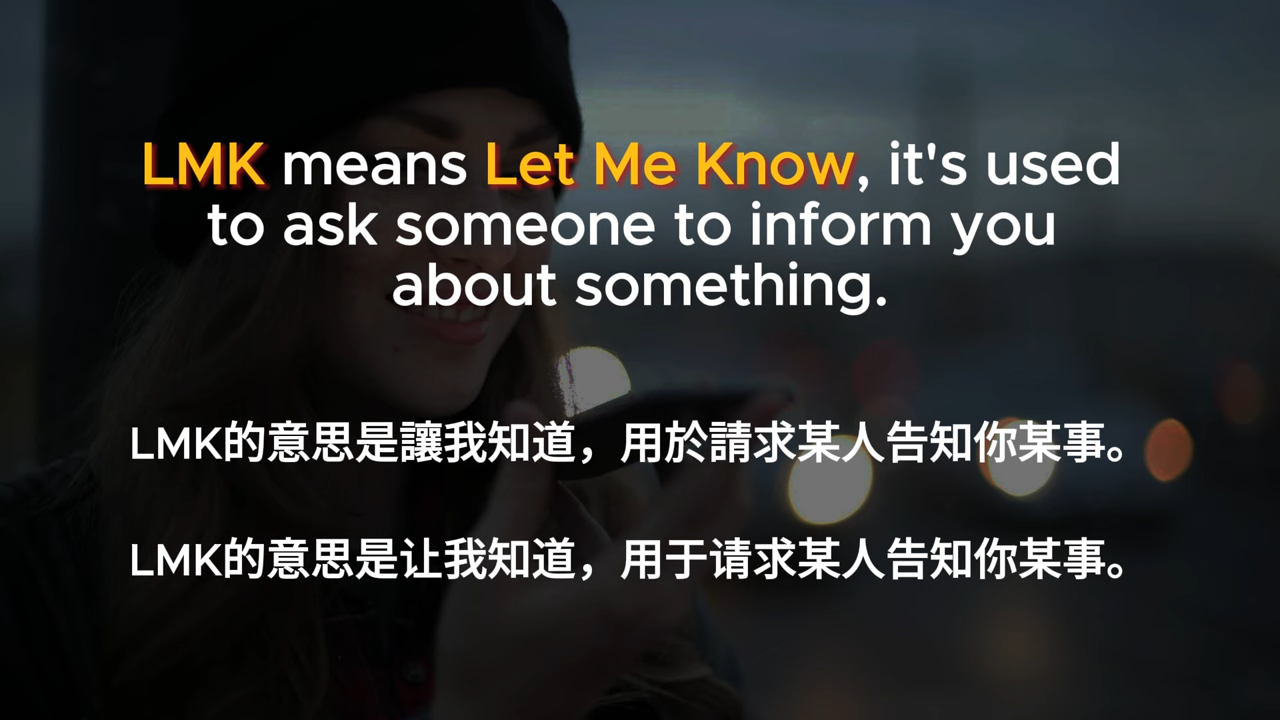 LMK means Let Me Know, it's used
to ask someone to inform you
about something.
LMK的意思是讓我知道，用於請求某人告知你某事。
LMK的意思是让我知道，用于请求某人告知你某事。